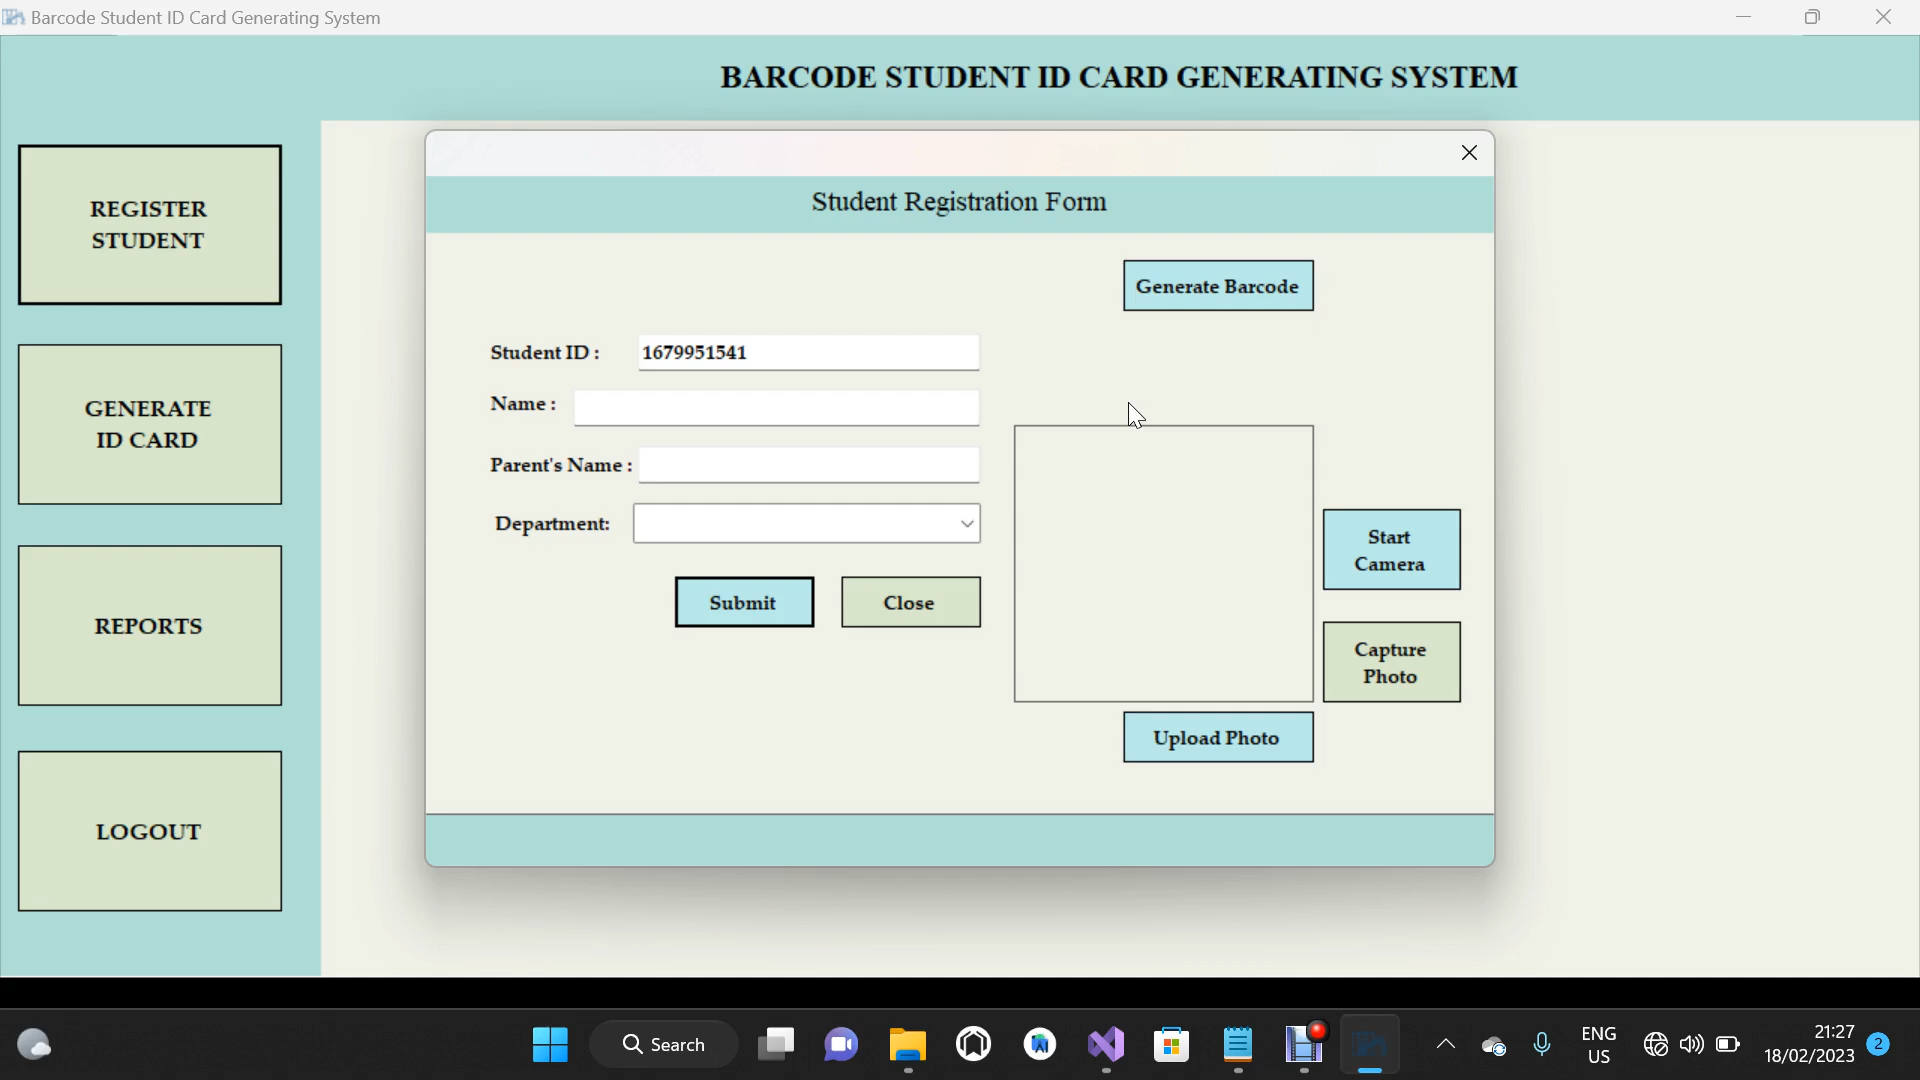 Barcode Student ID Card Generating System
BARCODE STUDENT ID CARD GENERATING SYSTEM
REGISTER
STUDENT
GENERATE
ID CARD
REPORTS
LOGOUT
Student Registration Form
Generate Barcode
Student ID : 1679951541
Name :
Parent's Name :
Department:
Submit Close
Start
Camera
Capture
Photo
Upload Photo
Search
ENG
US
21:27
18/02/2023
2